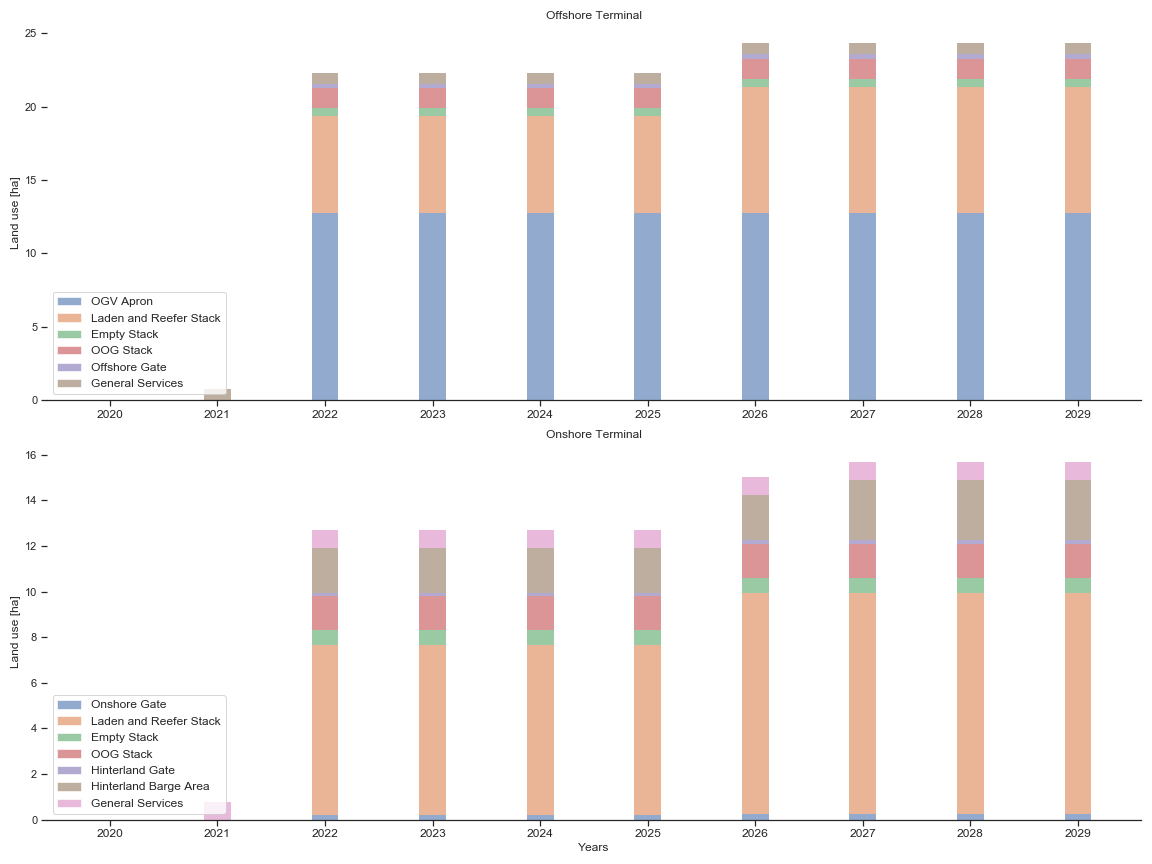 Offshore Terminal
25
20
15
10
5
0
Land use [ha]
OGV Apron
Laden and Reefer Stack
Empty Stack
OOG Stack
Offshore Gate
General Services
2020 2021 2022 2023 2024 2025 2026 2027 2028 2029
Onshore Terminal
16
14
12
10
8
6
4
2
0
Land use [ha]
Onshore Gate
Laden and Reefer Stack
Empty Stack
OOG Stack
Hinterland Gate
Hinterland Barge Area
General Services
2020 2021 2022 2023 2024 2025 2026 2027 2028 2029
Years